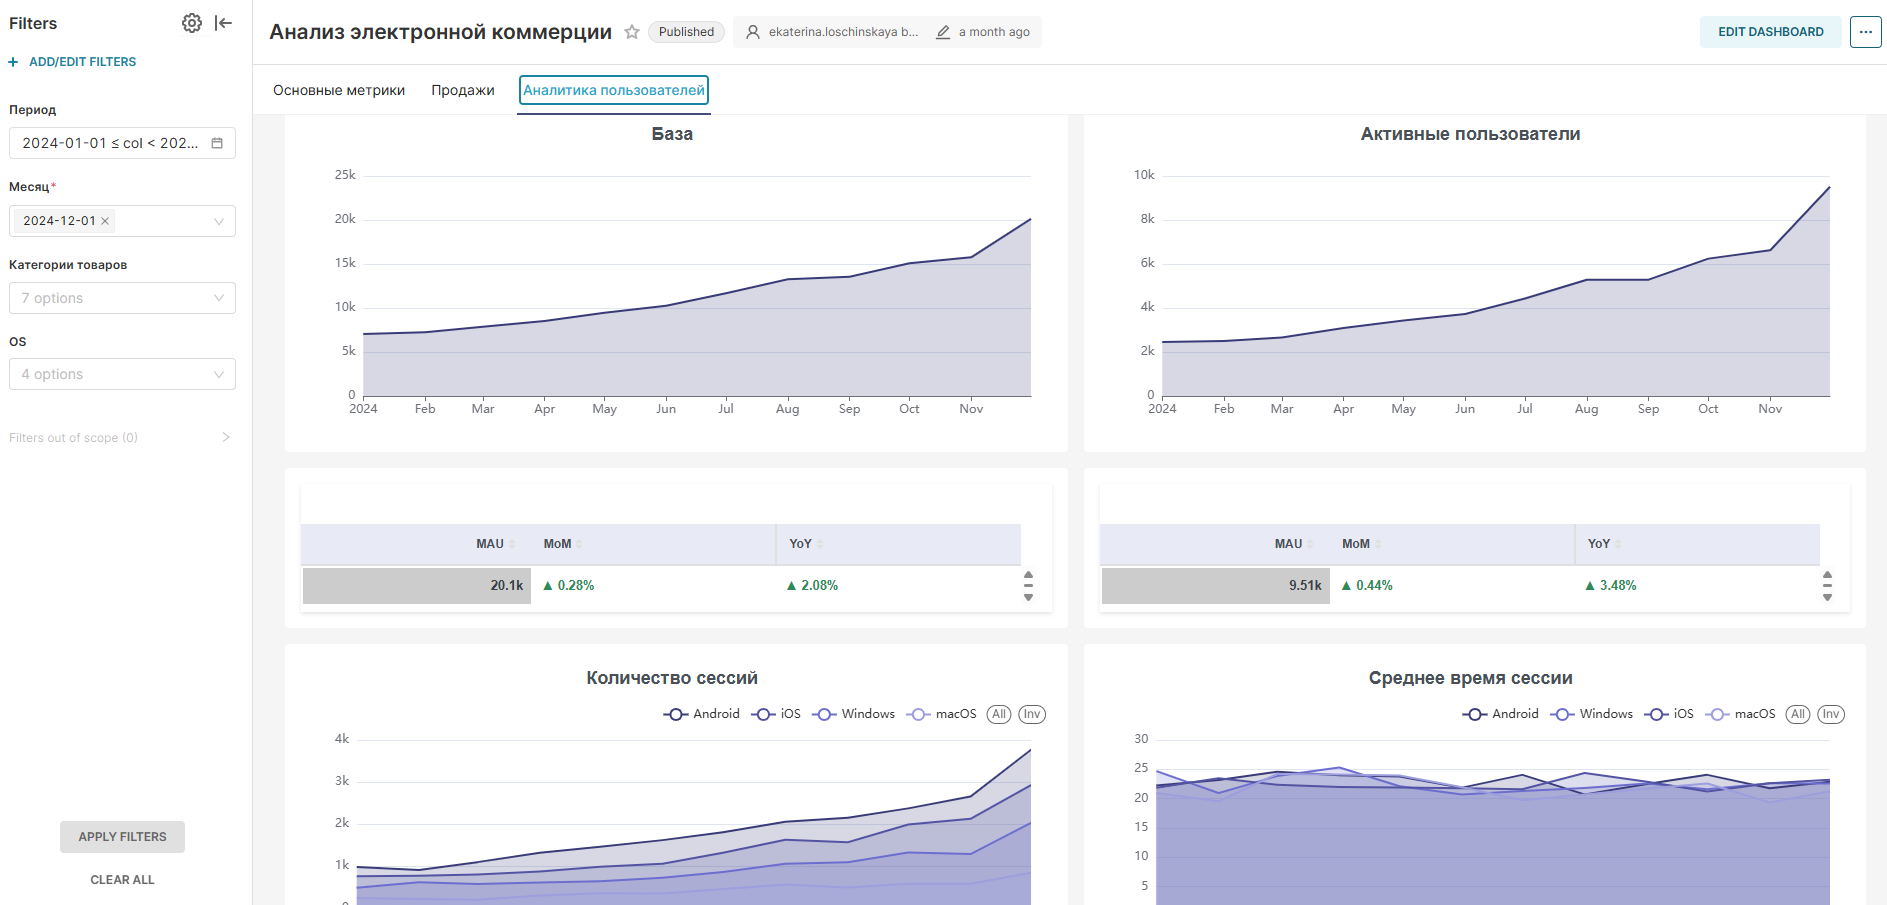 Filters
ADD/EDIT FILTERS
Период
2024-01-01 ≤ col < 202...
Месяц*
2024-12-01
Категории товаров
7 options
OS
4 options
Filters out of scope (0)
APPLY FILTERS
CLEAR ALL
Анализ электронной коммерции
Published
ekaterina.loschinskaya b...
a month ago
EDIT DASHBOARD
Основные метрики
Продажи
Аналитика пользователей
База
25k
20k
15k
10k
5k
0
2024 Feb Mar Apr May Jun Jul Aug Sep Oct Nov
Активные пользователи
10k
8k
6k
4k
2k
0
2024 Feb Mar Apr May Jun Jul Aug Sep Oct Nov
MAU MoM YoY
20.1k ▲ 0.28% ▲ 2.08%
MAU MoM YoY
9.51k ▲ 0.44% ▲ 3.48%
Количество сессий
Android iOS Windows macOS All Inv
4k
3k
2k
1k
0
Среднее время сессии
Android Windows iOS macOS All Inv
30
25
20
15
10
5